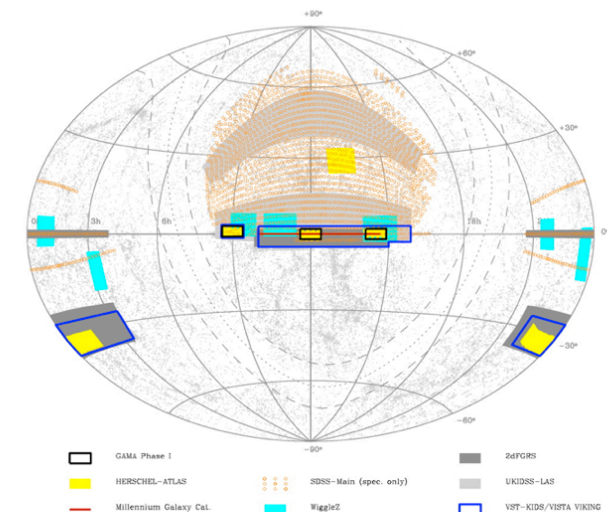 +90°
+60°
+30°
0 3h 6h 18h 2 0°
-30°
-60°
-90°
GAMA Phase I 2dFGRS
HERSCHEL-ATLAS SDSS-Main (spec. only) UKIDSS-LAS
Millennium Galaxy Cat. WiggleZ VST-KIDS/VISTA VIKING